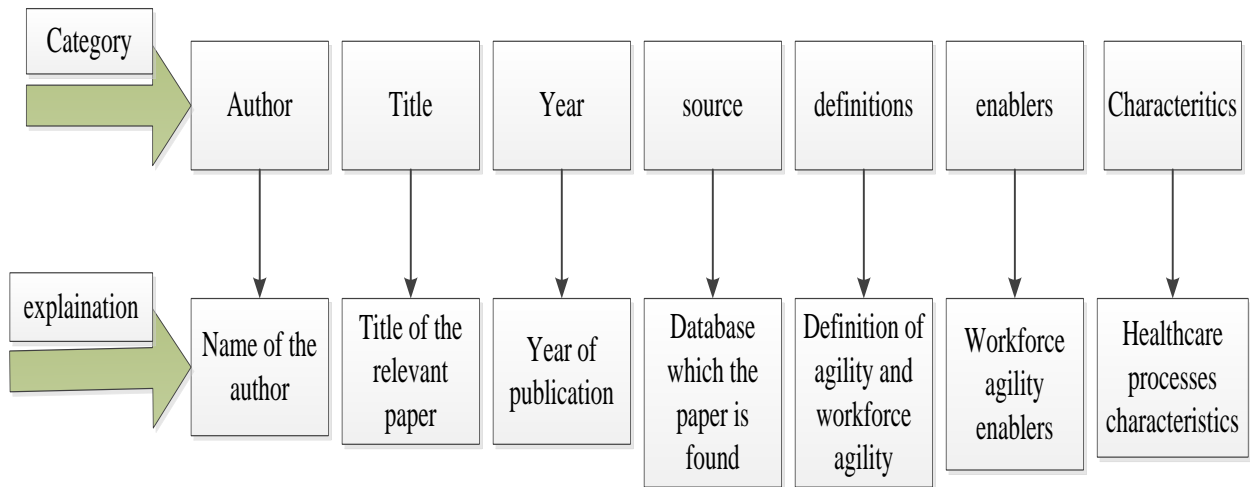 Category
Author
Title
Year
source
definitions
enablers
Characteritics
explaination
Name of the
author
Title of the
relevant
paper
Year of
publication
Database
which the
paper is
found
Definition of
agility and
workforce
agility
Workforce
agility
enablers
Healthcare
processes
characteristics